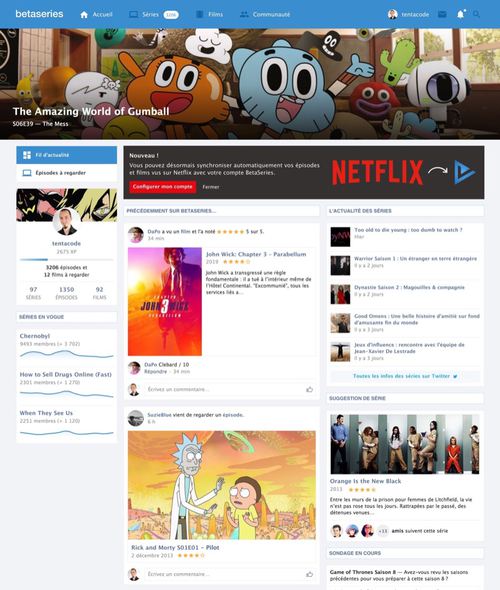 betaseries
Accueil
Séries
Films
Communauté
tentacode
The Amazing World of Gumball
S06E39 — The Mess
Fil d'actualité
Épisodes à regarder
tentacode
2675 XP
3206 épisodes et
12 films à regarder
97
1350
92
SÉRIES
ÉPISODES
FILMS
SÉRIES EN VOGUE
Chernobyl
9493 membres (+ 3 702)
How to Sell Drugs Online (Fast)
2301 membres (+ 1 270)
When They See Us
2251 membres (+ 1 120)
Nouveau !
Vous pouvez désormais synchroniser automatiquement vos épisodes
et films vus sur Netflix avec votre compte BetaSeries.
Configurer mon compte
Fermer
NETFLIX
PRÉCÉDEMMENT SUR BETASERIES...
DaPo a vu un film et l'a noté ★★★★★ 5 sur 5.
34 min
JOHN WICK
John Wick: Chapter 3 – Parabellum
2019
John Wick a transgressé une règle
fondamentale : il a tué à l'intérieur même de
l'Hôtel Continental. "Excommunié", tous les
services liés a...
DaPo Clebard / 10
Répondre · 34 min
Écrivez un commentaire...
SuzieBlue vient de regarder un épisode.
6 h
Rick and Morty S01E01 – Pilot
2 décembre 2013
Écrivez un commentaire...
L'ACTUALITÉ DES SÉRIES
Too old to die young : too dumb to watch ?
Hier
Warrior Saison 1 : Un étranger en terre étrangère
Il y a 2 jours
Dynastie Saison 2 : Magouilles & compagnie
Il y a 2 jours
Good Omens : Une belle histoire d'amitié sur fond
d'amusante fin du monde
Il y a 2 jours
Jeux d'influence : rencontre avec l'équipe de
Jean-Xavier De Lestrade
Il y a 2 jours
Toutes les infos des séries sur Twitter
SUGGESTION DE SÉRIE
Orange Is the New Black
2013
Entre les murs de la prison pour femmes de Litchfield, la vie
n'est pas rose tous les jours. Rattrapées par le passé, des
détenues venues...
+13 amis suivent cette série
SONDAGE EN COURS
Game of Thrones Saison 8 — Avez-vous revu les saisons
précédentes pour vous préparer à cette saison 8 ?